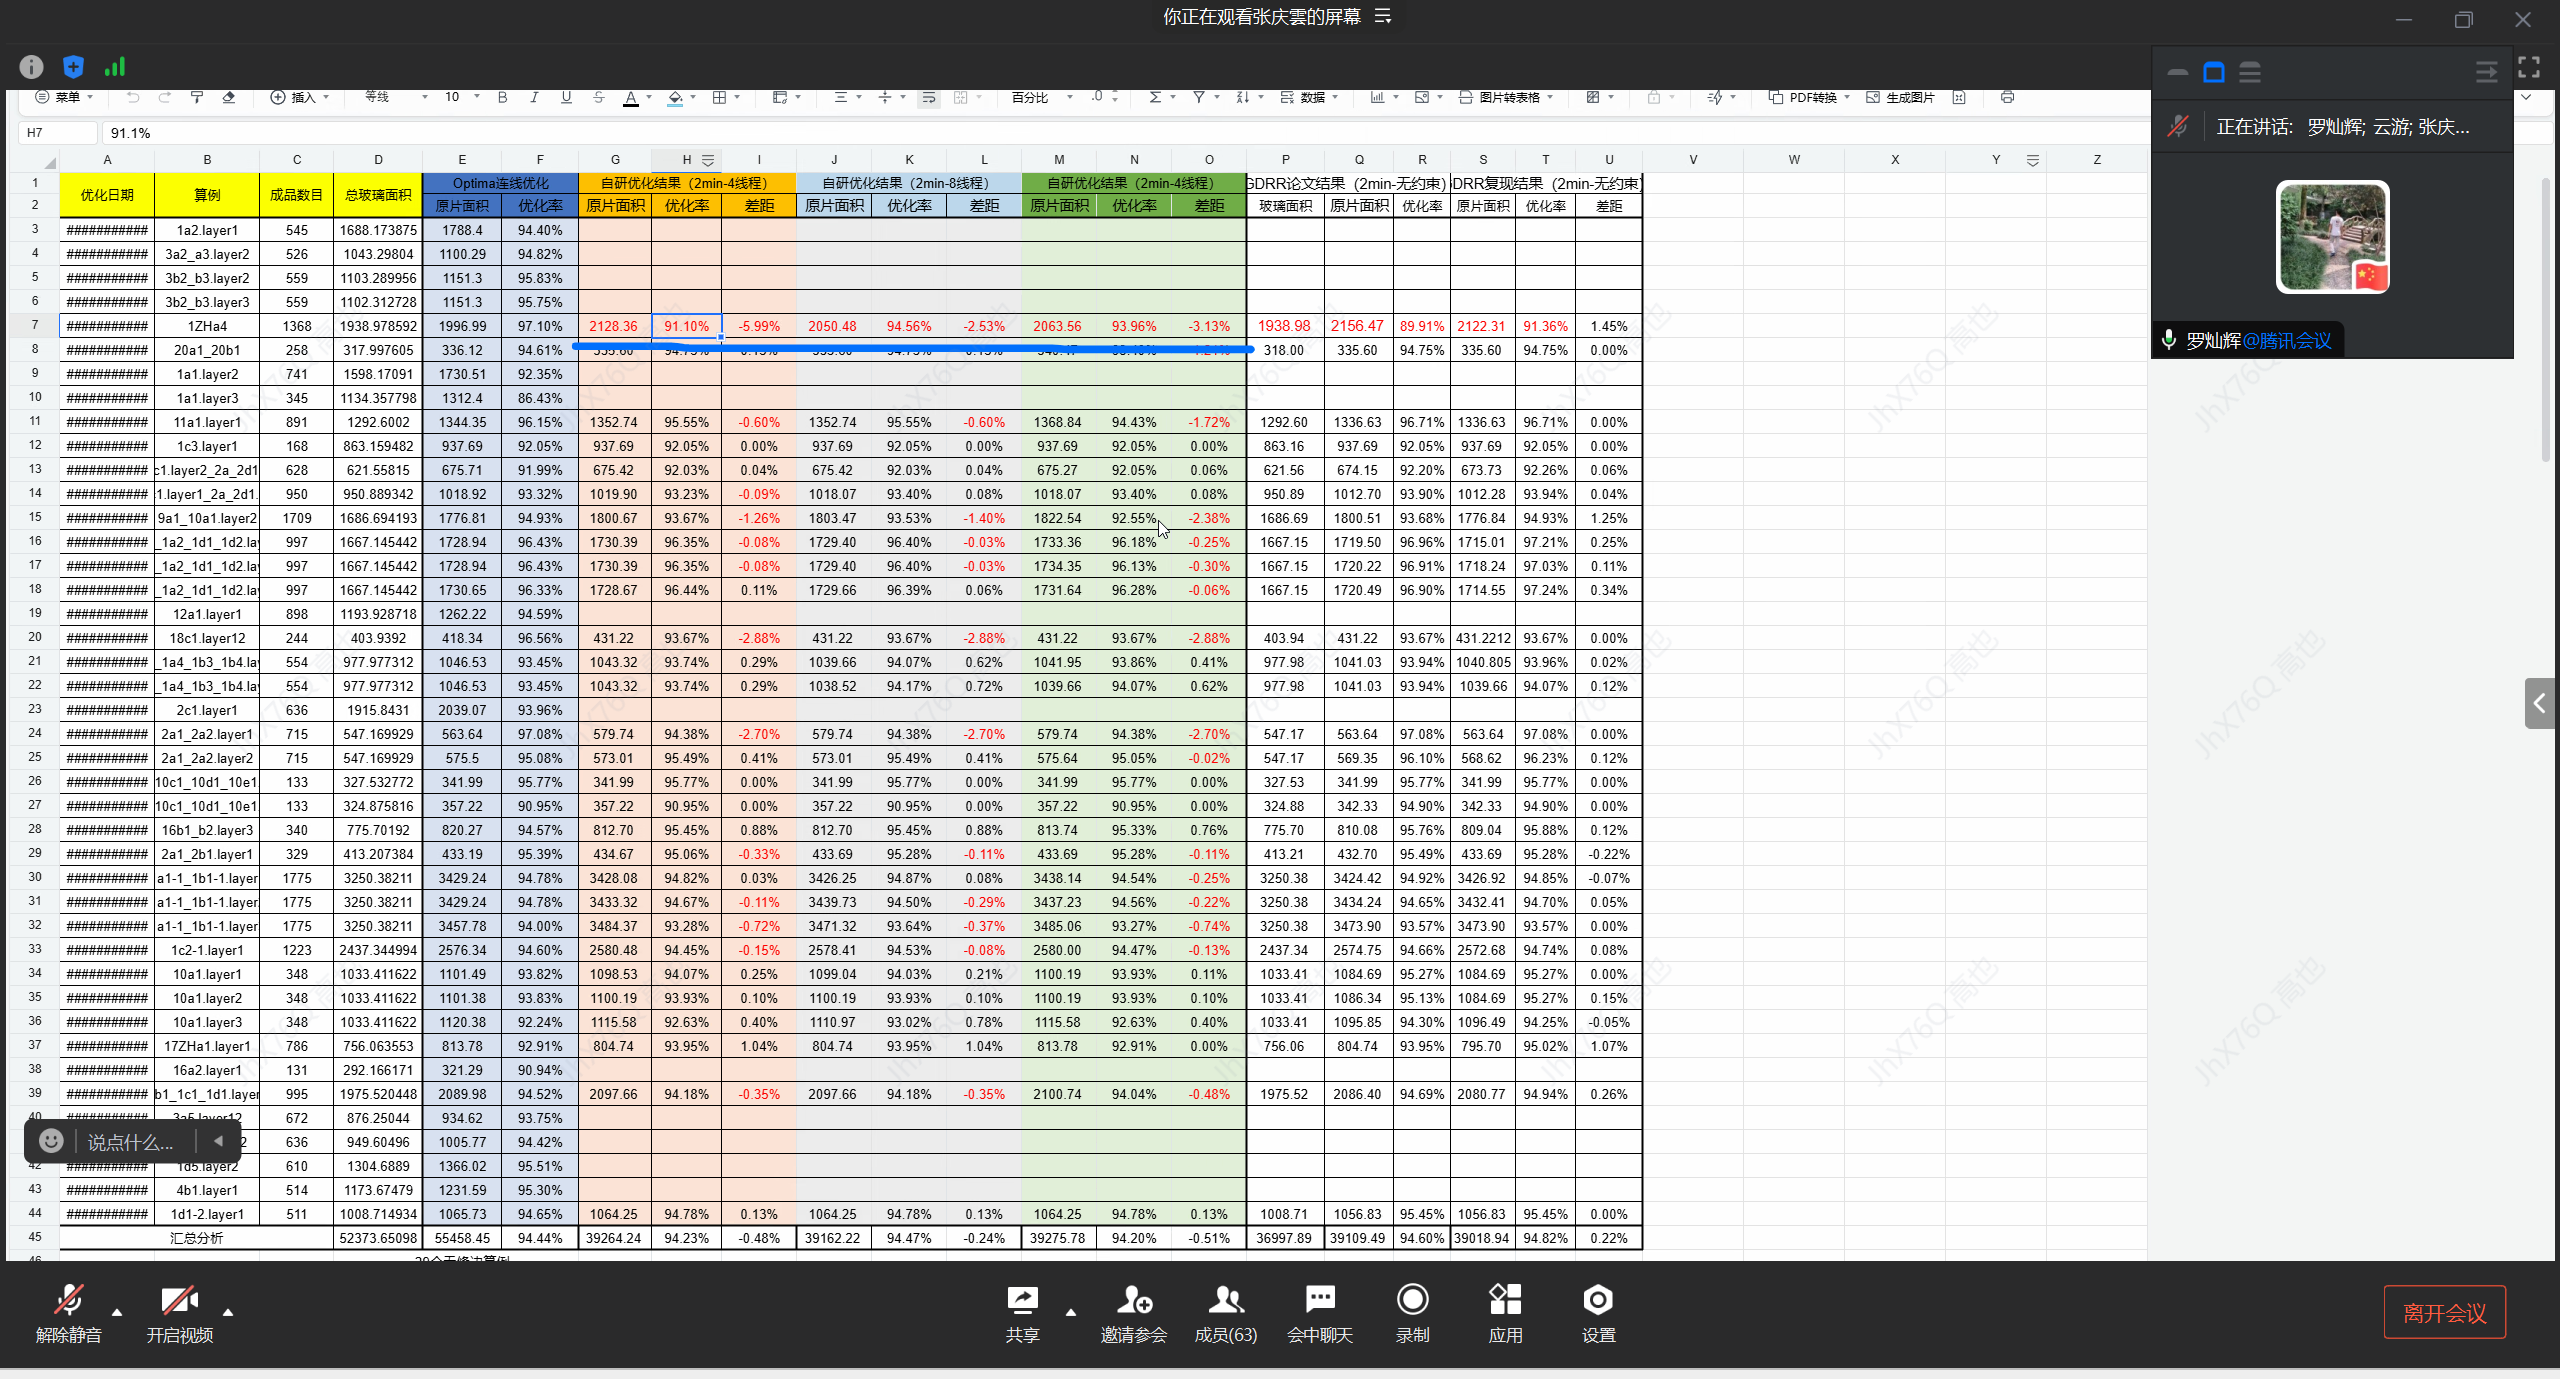 你正在观看张庆雲的屏幕
菜单 插入 等线 10 B I U S A 百分比 .0 数据 图片转表格 PDF转换 生成图片
正在讲话: 罗灿辉; 云游; 张庆...
罗灿辉@腾讯会议
H7 91.1%
A B C D E F G H I J K L M N O P Q R S T U V W X Y Z
1 优化日期 算例 成品数目 总玻璃面积 Optima连线优化 自研优化结果（2min-4线程） 自研优化结果（2min-8线程） 自研优化结果（2min-4线程） GDRR论文结果（2min-无约束） DRR复现结果（2min-无约束）
2 原片面积 优化率 原片面积 优化率 差距 原片面积 优化率 差距 原片面积 优化率 差距 玻璃面积 原片面积 优化率 原片面积 优化率 差距
3 ########### 1a2.layer1 545 1688.173875 1788.4 94.40%
4 ########### 3a2_a3.layer2 526 1043.29804 1100.29 94.82%
5 ########### 3b2_b3.layer2 559 1103.289956 1151.3 95.83%
6 ########### 3b2_b3.layer3 559 1102.312728 1151.3 95.75%
7 ########### 1ZHa4 1368 1938.978592 1996.99 97.10% 2128.36 91.10% -5.99% 2050.48 94.56% -2.53% 2063.56 93.96% -3.13% 1938.98 2156.47 89.91% 2122.31 91.36% 1.45%
8 ########### 20a1_20b1 258 317.997605 336.12 94.61% 318.00 335.60 94.75% 335.60 94.75% 0.00%
9 ########### 1a1.layer2 741 1598.17091 1730.51 92.35%
10 ########### 1a1.layer3 345 1134.357798 1312.4 86.43%
11 ########### 11a1.layer1 891 1292.6002 1344.35 96.15% 1352.74 95.55% -0.60% 1352.74 95.55% -0.60% 1368.84 94.43% -1.72% 1292.60 1336.63 96.71% 1336.63 96.71% 0.00%
12 ########### 1c3.layer1 168 863.159482 937.69 92.05% 937.69 92.05% 0.00% 937.69 92.05% 0.00% 937.69 92.05% 0.00% 863.16 937.69 92.05% 937.69 92.05% 0.00%
13 ########### c1.layer2_2a_2d1 628 621.55815 675.71 91.99% 675.42 92.03% 0.04% 675.42 92.03% 0.04% 675.27 92.05% 0.06% 621.56 674.15 92.20% 673.73 92.26% 0.06%
14 ########### 1.layer1_2a_2d1. 950 950.889342 1018.92 93.32% 1019.90 93.23% -0.09% 1018.07 93.40% 0.08% 1018.07 93.40% 0.08% 950.89 1012.70 93.90% 1012.28 93.94% 0.04%
15 ########### 9a1_10a1.layer2 1709 1686.694193 1776.81 94.93% 1800.67 93.67% -1.26% 1803.47 93.53% -1.40% 1822.54 92.55% -2.38% 1686.69 1800.51 93.68% 1776.84 94.93% 1.25%
16 ########### _1a2_1d1_1d2.la 997 1667.145442 1728.94 96.43% 1730.39 96.35% -0.08% 1729.40 96.40% -0.03% 1733.36 96.18% -0.25% 1667.15 1719.50 96.96% 1715.01 97.21% 0.25%
17 ########### _1a2_1d1_1d2.la 997 1667.145442 1728.94 96.43% 1730.39 96.35% -0.08% 1729.40 96.40% -0.03% 1734.35 96.13% -0.30% 1667.15 1720.22 96.91% 1718.24 97.03% 0.11%
18 ########### _1a2_1d1_1d2.la 997 1667.145442 1730.65 96.33% 1728.67 96.44% 0.11% 1729.66 96.39% 0.06% 1731.64 96.28% -0.06% 1667.15 1720.49 96.90% 1714.55 97.24% 0.34%
19 ########### 12a1.layer1 898 1193.928718 1262.22 94.59%
20 ########### 18c1.layer12 244 403.9392 418.34 96.56% 431.22 93.67% -2.88% 431.22 93.67% -2.88% 431.22 93.67% -2.88% 403.94 431.22 93.67% 431.2212 93.67% 0.00%
21 ########### _1a4_1b3_1b4.la 554 977.977312 1046.53 93.45% 1043.32 93.74% 0.29% 1039.66 94.07% 0.62% 1041.95 93.86% 0.41% 977.98 1041.03 93.94% 1040.805 93.96% 0.02%
22 ########### _1a4_1b3_1b4.la 554 977.977312 1046.53 93.45% 1043.32 93.74% 0.29% 1038.52 94.17% 0.72% 1039.66 94.07% 0.62% 977.98 1041.03 93.94% 1039.66 94.07% 0.12%
23 ########### 2c1.layer1 636 1915.8431 2039.07 93.96%
24 ########### 2a1_2a2.layer1 715 547.169929 563.64 97.08% 579.74 94.38% -2.70% 579.74 94.38% -2.70% 579.74 94.38% -2.70% 547.17 563.64 97.08% 563.64 97.08% 0.00%
25 ########### 2a1_2a2.layer2 715 547.169929 575.5 95.08% 573.01 95.49% 0.41% 573.01 95.49% 0.41% 575.64 95.05% -0.02% 547.17 569.35 96.10% 568.62 96.23% 0.12%
26 ########### 10c1_10d1_10e1 133 327.532772 341.99 95.77% 341.99 95.77% 0.00% 341.99 95.77% 0.00% 341.99 95.77% 0.00% 327.53 341.99 95.77% 341.99 95.77% 0.00%
27 ########### 10c1_10d1_10e1 133 324.875816 357.22 90.95% 357.22 90.95% 0.00% 357.22 90.95% 0.00% 357.22 90.95% 0.00% 324.88 342.33 94.90% 342.33 94.90% 0.00%
28 ########### 16b1_b2.layer3 340 775.70192 820.27 94.57% 812.70 95.45% 0.88% 812.70 95.45% 0.88% 813.74 95.33% 0.76% 775.70 810.08 95.76% 809.04 95.88% 0.12%
29 ########### 2a1_2b1.layer1 329 413.207384 433.19 95.39% 434.67 95.06% -0.33% 433.69 95.28% -0.11% 433.69 95.28% -0.11% 413.21 432.70 95.49% 433.69 95.28% -0.22%
30 ########### a1-1_1b1-1.layer 1775 3250.38211 3429.24 94.78% 3428.08 94.82% 0.03% 3426.25 94.87% 0.08% 3438.14 94.54% -0.25% 3250.38 3424.42 94.92% 3426.92 94.85% -0.07%
31 ########### a1-1_1b1-1.layer 1775 3250.38211 3429.24 94.78% 3433.32 94.67% -0.11% 3439.73 94.50% -0.29% 3437.23 94.56% -0.22% 3250.38 3434.24 94.65% 3432.41 94.70% 0.05%
32 ########### a1-1_1b1-1.layer 1775 3250.38211 3457.78 94.00% 3484.37 93.28% -0.72% 3471.32 93.64% -0.37% 3485.06 93.27% -0.74% 3250.38 3473.90 93.57% 3473.90 93.57% 0.00%
33 ########### 1c2-1.layer1 1223 2437.344994 2576.34 94.60% 2580.48 94.45% -0.15% 2578.41 94.53% -0.08% 2580.00 94.47% -0.13% 2437.34 2574.75 94.66% 2572.68 94.74% 0.08%
34 ########### 10a1.layer1 348 1033.411622 1101.49 93.82% 1098.53 94.07% 0.25% 1099.04 94.03% 0.21% 1100.19 93.93% 0.11% 1033.41 1084.69 95.27% 1084.69 95.27% 0.00%
35 ########### 10a1.layer2 348 1033.411622 1101.38 93.83% 1100.19 93.93% 0.10% 1100.19 93.93% 0.10% 1100.19 93.93% 0.10% 1033.41 1086.34 95.13% 1084.69 95.27% 0.15%
36 ########### 10a1.layer3 348 1033.411622 1120.38 92.24% 1115.58 92.63% 0.40% 1110.97 93.02% 0.78% 1115.58 92.63% 0.40% 1033.41 1095.85 94.30% 1096.49 94.25% -0.05%
37 ########### 17ZHa1.layer1 786 756.063553 813.78 92.91% 804.74 93.95% 1.04% 804.74 93.95% 1.04% 813.78 92.91% 0.00% 756.06 804.74 93.95% 795.70 95.02% 1.07%
38 ########### 16a2.layer1 131 292.166171 321.29 90.94%
39 ########### b1_1c1_1d1.layer 995 1975.520448 2089.98 94.52% 2097.66 94.18% -0.35% 2097.66 94.18% -0.35% 2100.74 94.04% -0.48% 1975.52 2086.40 94.69% 2080.77 94.94% 0.26%
40 ########### 3a5.layer12 672 876.25044 934.62 93.75%
2 636 949.60496 1005.77 94.42%
42 ########### 1d5.layer2 610 1304.6889 1366.02 95.51%
43 ########### 4b1.layer1 514 1173.67479 1231.59 95.30%
44 ########### 1d1-2.layer1 511 1008.714934 1065.73 94.65% 1064.25 94.78% 0.13% 1064.25 94.78% 0.13% 1064.25 94.78% 0.13% 1008.71 1056.83 95.45% 1056.83 95.45% 0.00%
45 汇总分析 52373.65098 55458.45 94.44% 39264.24 94.23% -0.48% 39162.22 94.47% -0.24% 39275.78 94.20% -0.51% 36997.89 39109.49 94.60% 39018.94 94.82% 0.22%
46
说点什么...
JhX76Q 高也
解除静音 开启视频 共享 邀请参会 成员(63) 会中聊天 录制 应用 设置 离开会议